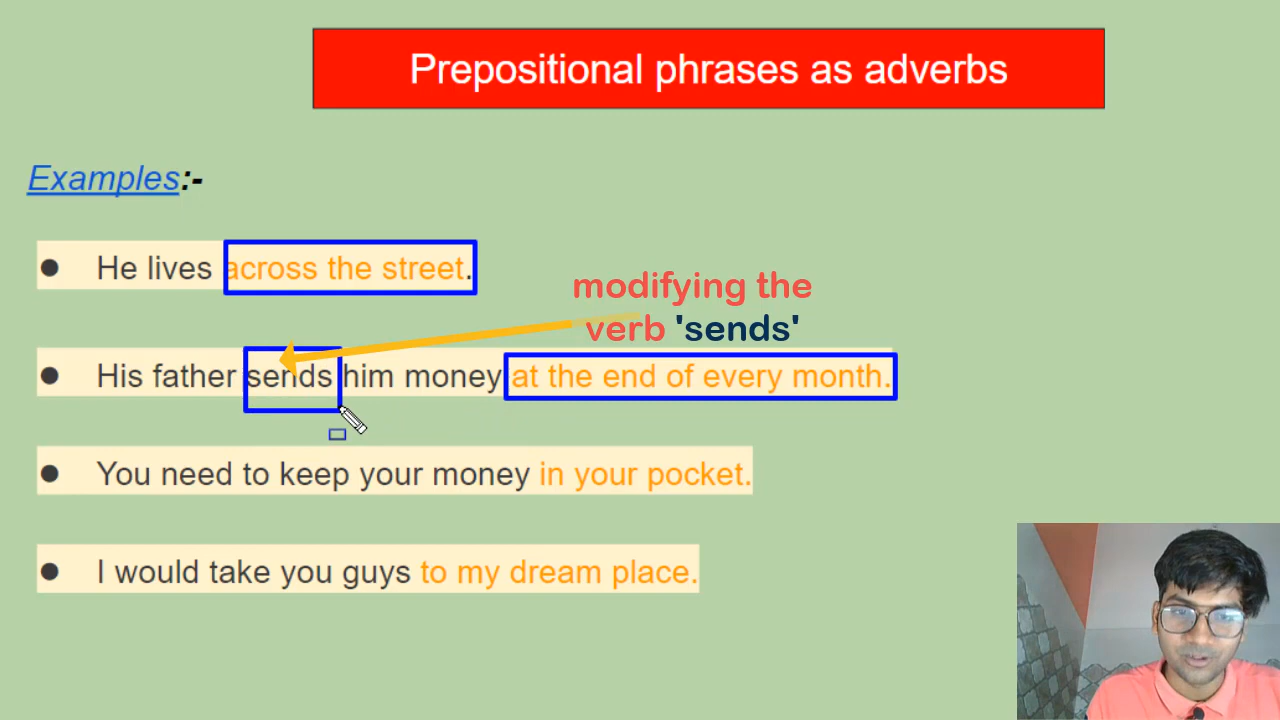 Prepositional phrases as adverbs
Examples:-
● He lives across the street.
modifying the
verb 'sends'
● His father sends him money at the end of every month.
● You need to keep your money in your pocket.
● I would take you guys to my dream place.